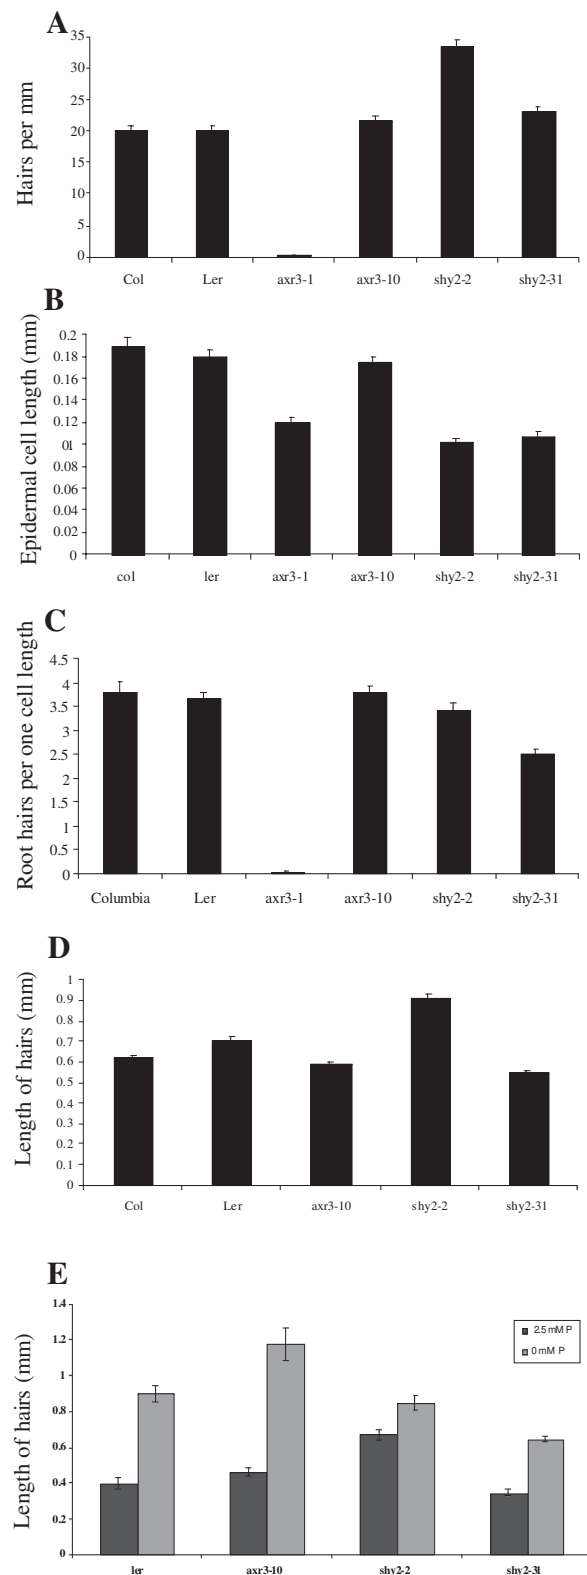 A
Hairs per mm
35
30
25
20
15
10
5
0
Col Ler axr3-1 axr3-10 shy2-2 shy2-31
B
Epidermal cell length (mm)
0.2
0.18
0.16
0.14
0.12
01
0.08
0.06
0.04
0.02
0
col ler axr3-1 axr3-10 shy2-2 shy2-31
C
Root hairs per one cell length
4.5
4
3.5
3
2.5
2
1.5
1
0.5
0
Columbia Ler axr3-1 axr3-10 shy2-2 shy2-31
D
Length of hairs (mm)
1
0.9
0.8
0.7
0.6
0.5
0.4
0.3
0.2
0.1
0
Col Ler axr3-10 shy2-2 shy2-31
E
Length of hairs (mm)
1.4
1.2
1
0.8
0.6
0.4
0.2
0
2.5 mM P
0 mM P
ler axr3-10 shy2-2 shy2-31